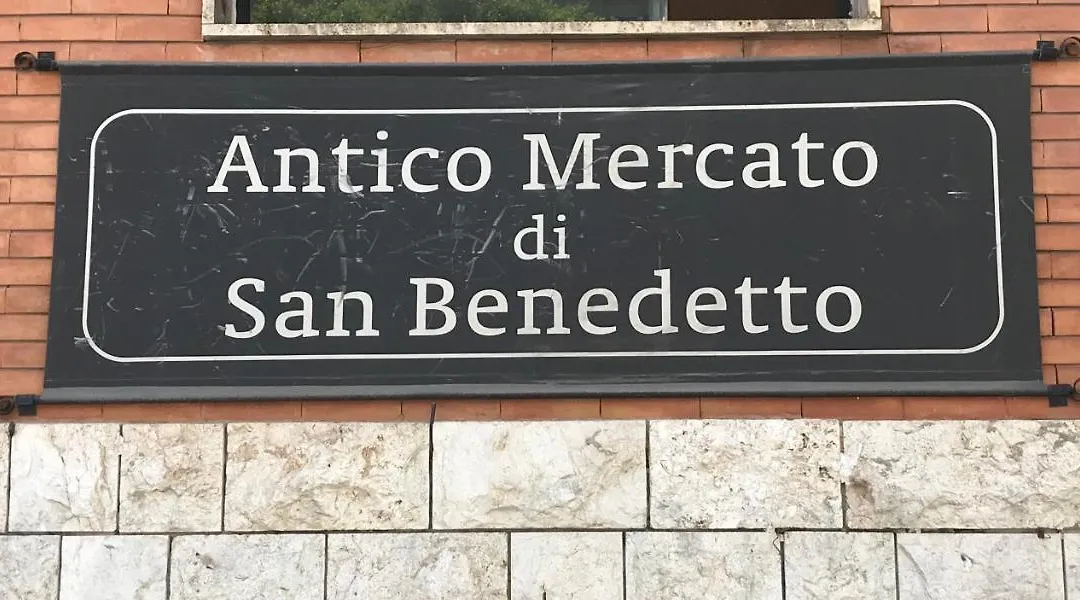 Antico Mercato
di
San Benedetto